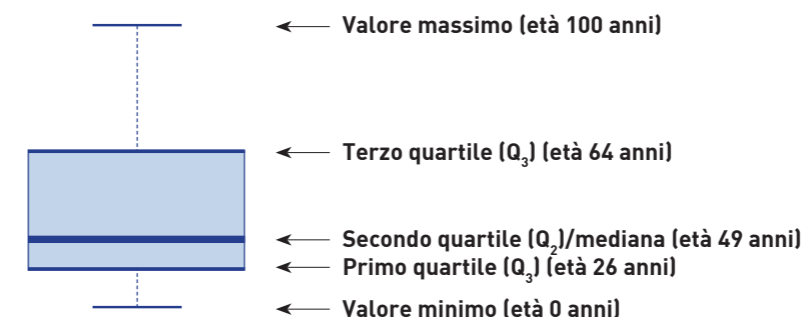 Valore massimo (età 100 anni)
Terzo quartile (Q3) (età 64 anni)
Secondo quartile (Q2)/mediana (età 49 anni)
Primo quartile (Q3) (età 26 anni)
Valore minimo (età 0 anni)